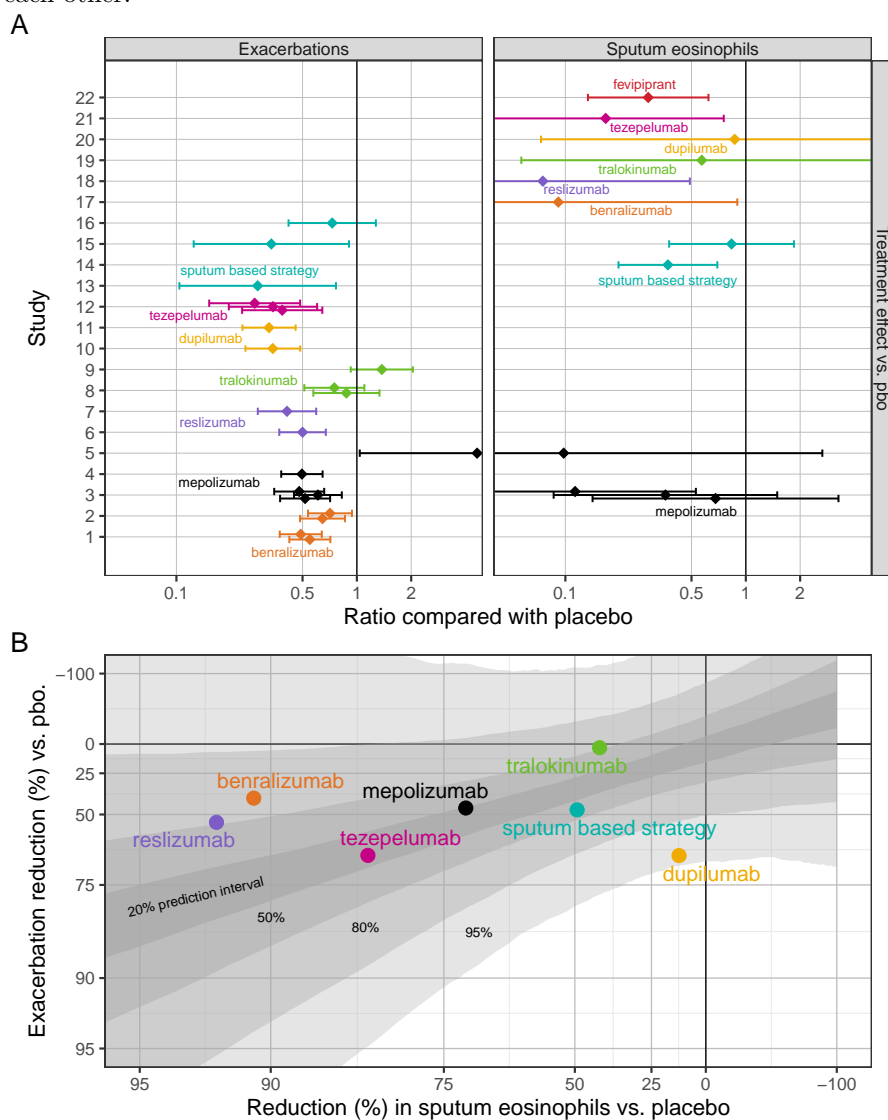 each other.
A
Exacerbations
Sputum eosinophils
22
21
20
19
18
17
16
15
14
13
12
11
10
9
8
7
6
5
4
3
2
1
Study
fevipiprant
tezepelumab
dupilumab
tralokinumab
reslizumab
benralizumab
sputum based strategy
sputum based strategy
tezepelumab
dupilumab
tralokinumab
reslizumab
mepolizumab
mepolizumab
benralizumab
Treatment effect vs. pbo
0.1 0.5 1 2 0.1 0.5 1 2
Ratio compared with placebo
B
Exacerbation reduction (%) vs. pbo.
−100
0
25
50
75
90
95
tralokinumab
benralizumab
mepolizumab
reslizumab
tezepelumab
sputum based strategy
dupilumab
20% prediction interval
50%
80%
95%
95 90 75 50 25 0 −100
Reduction (%) in sputum eosinophils vs. placebo